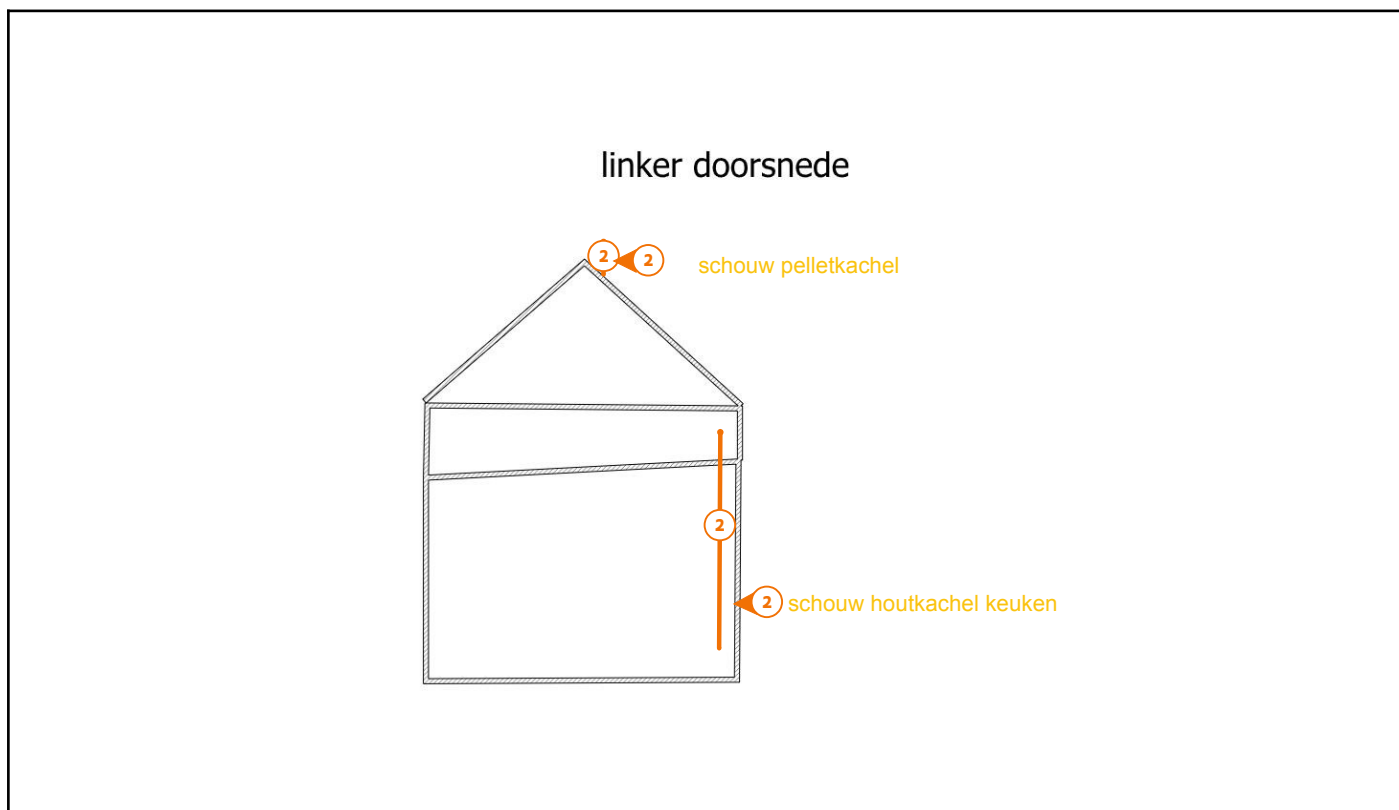 linker doorsnede
2 2 schouw pelletkachel
2
2 schouw houtkachel keuken